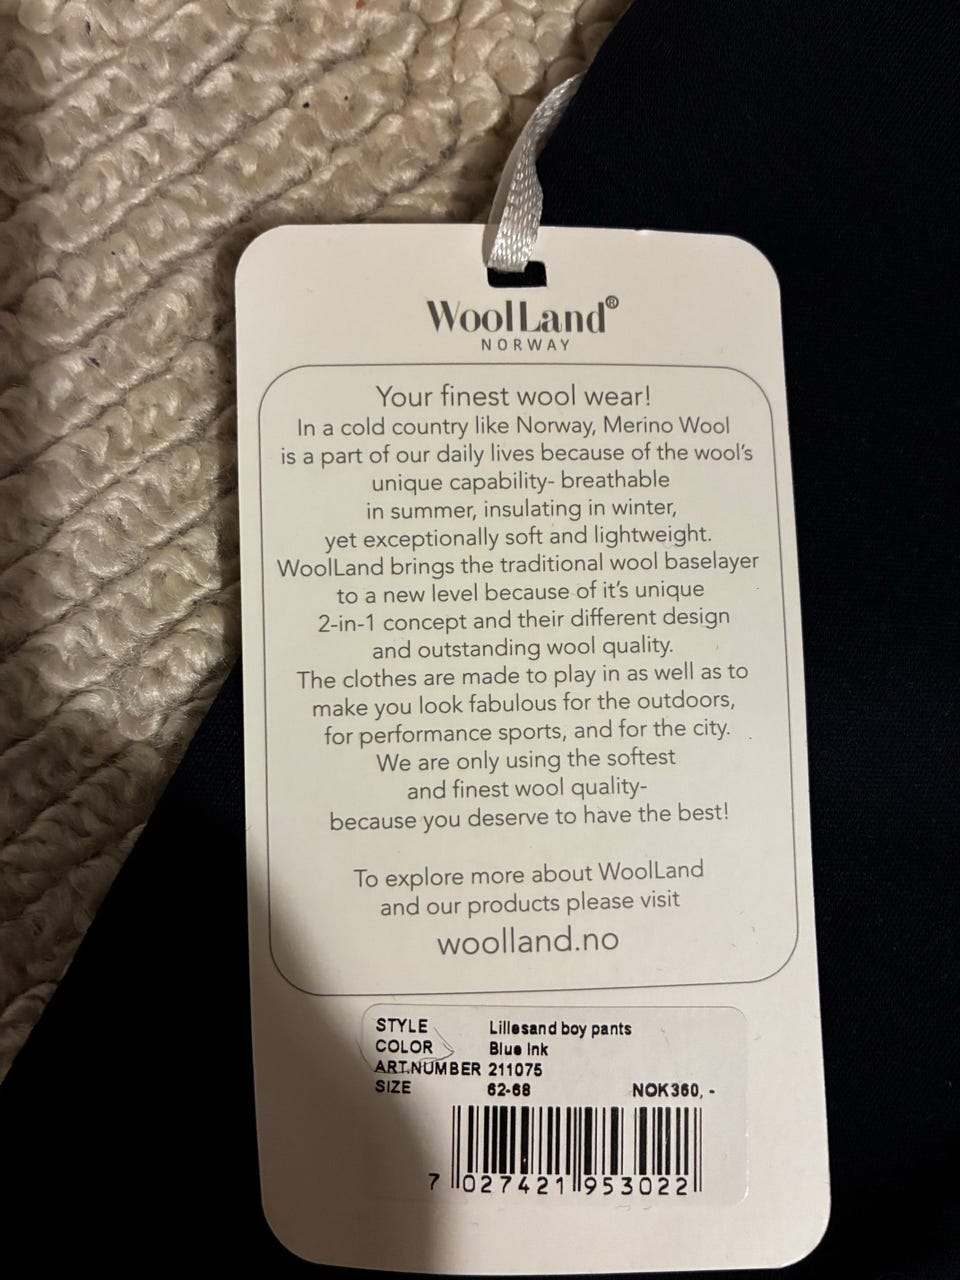 WoolLand®
NORWAY
Your finest wool wear!
In a cold country like Norway, Merino Wool
is a part of our daily lives because of the wool's
unique capability- breathable
in summer, insulating in winter,
yet exceptionally soft and lightweight.
WoolLand brings the traditional wool baselayer
to a new level because of it's unique
2-in-1 concept and their different design
and outstanding wool quality.
The clothes are made to play in as well as to
make you look fabulous for the outdoors,
for performance sports, and for the city.
We are only using the softest
and finest wool quality-
because you deserve to have the best!
To explore more about WoolLand
and our products please visit
woolland.no
STYLE Lillesand boy pants
COLOR Blue Ink
ART.NUMBER 211075
SIZE 62-68 NOK360,-
7 027421 953022